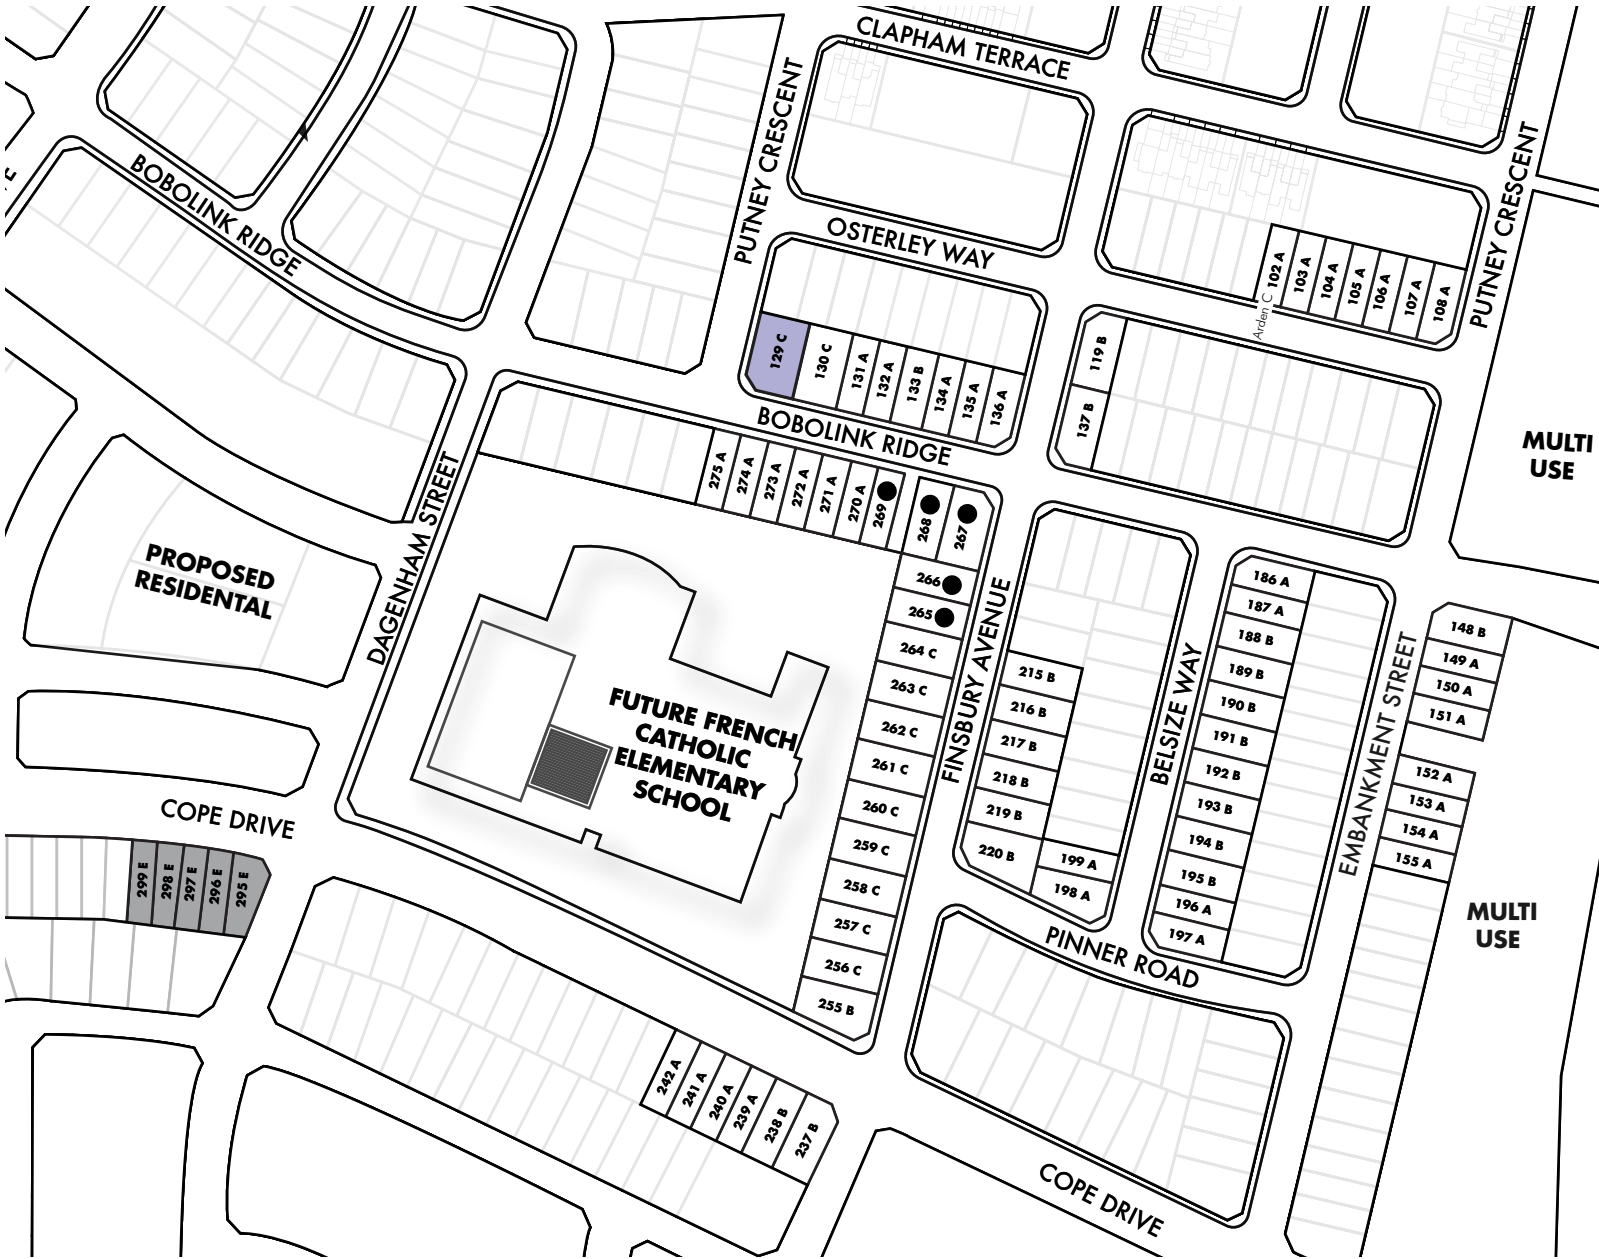 CLAPHAM TERRACE
PUTNEY CRESCENT
PUTNEY CRESCENT
BOBOLINK RIDGE
OSTERLEY WAY
102 A
103 A
104 A
105 A
106 A
107 A
108 A
Arden C
119 B
137 B
129 C
130 C
131 A
132 A
133 B
134 A
135 A
136 A
BOBOLINK RIDGE
MULTI
USE
275 A
274 A
273 A
272 A
271 A
270 A
269
268
267
266
265
264 C
263 C
262 C
261 C
260 C
259 C
258 C
257 C
256 C
255 B
DAGENHAM STREET
PROPOSED
RESIDENTAL
FUTURE FRENCH
CATHOLIC
ELEMENTARY
SCHOOL
FINSBURY AVENUE
215 B
216 B
217 B
218 B
219 B
220 B
199 A
198 A
BELSIZE WAY
186 A
187 A
188 B
189 B
190 B
191 B
192 B
193 B
194 B
195 B
196 A
197 A
EMBANKMENT STREET
148 B
149 A
150 A
151 A
152 A
153 A
154 A
155 A
MULTI
USE
COPE DRIVE
299 E
298 E
297 E
296 E
295 E
PINNER ROAD
242 A
241 A
240 A
239 A
238 B
237 B
COPE DRIVE